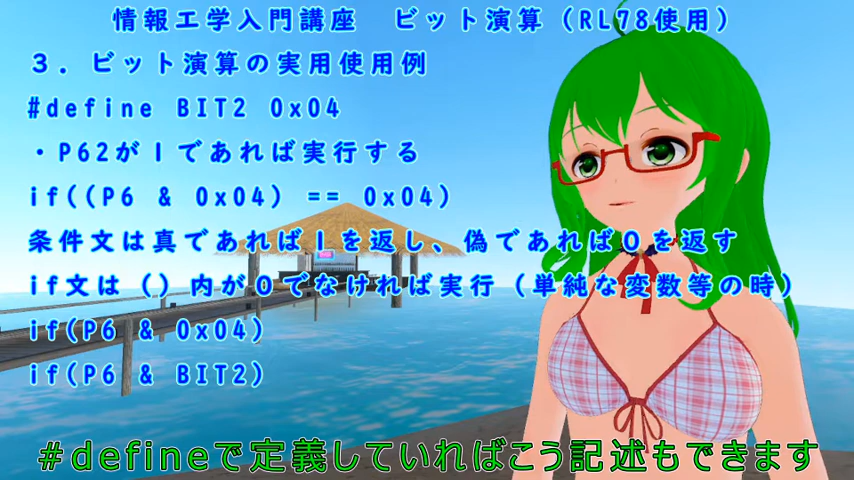 情報工学入門講座　ビット演算（RL78使用）
３．ビット演算の実用使用例
#define BIT2 0x04
・P62が1であれば実行する
if((P6 & 0x04) == 0x04)
条件文は真であれば1を返し、偽であれば0を返す
if文は（）内が0でなければ実行（単純な変数等の時）
if(P6 & 0x04)
if(P6 & BIT2)
#defineで定義していればこう記述もできます